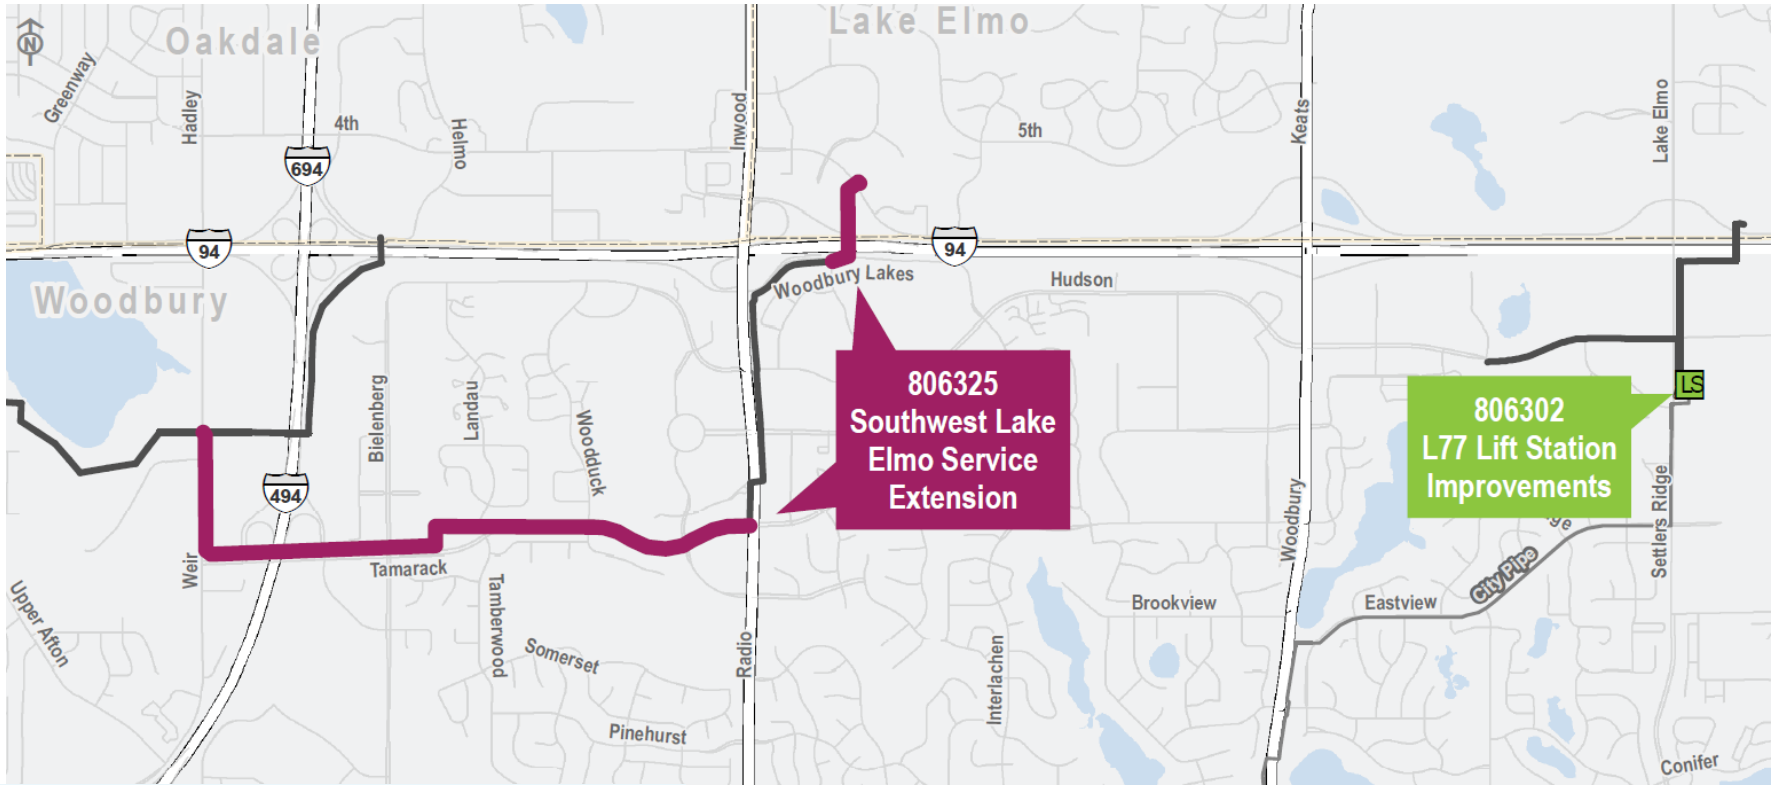 N
Oakdale
Lake Elmo
Greenway
Hadley
4th
Helmo
Inwood
5th
Keats
Lake Elmo
694
94
94
Woodbury
Woodbury Lakes
Hudson
Bielenberg
Landau
Woodduck
806325
Southwest Lake
Elmo Service
Extension
806302
L77 Lift Station
Improvements
LS
494
Weir
Tamarack
Upper Afton
Tamberwood
Somerset
Pinehurst
Radio
Interlachen
Brookview
Woodbury
Eastview
City Pipe
Settlers Ridge
Conifer